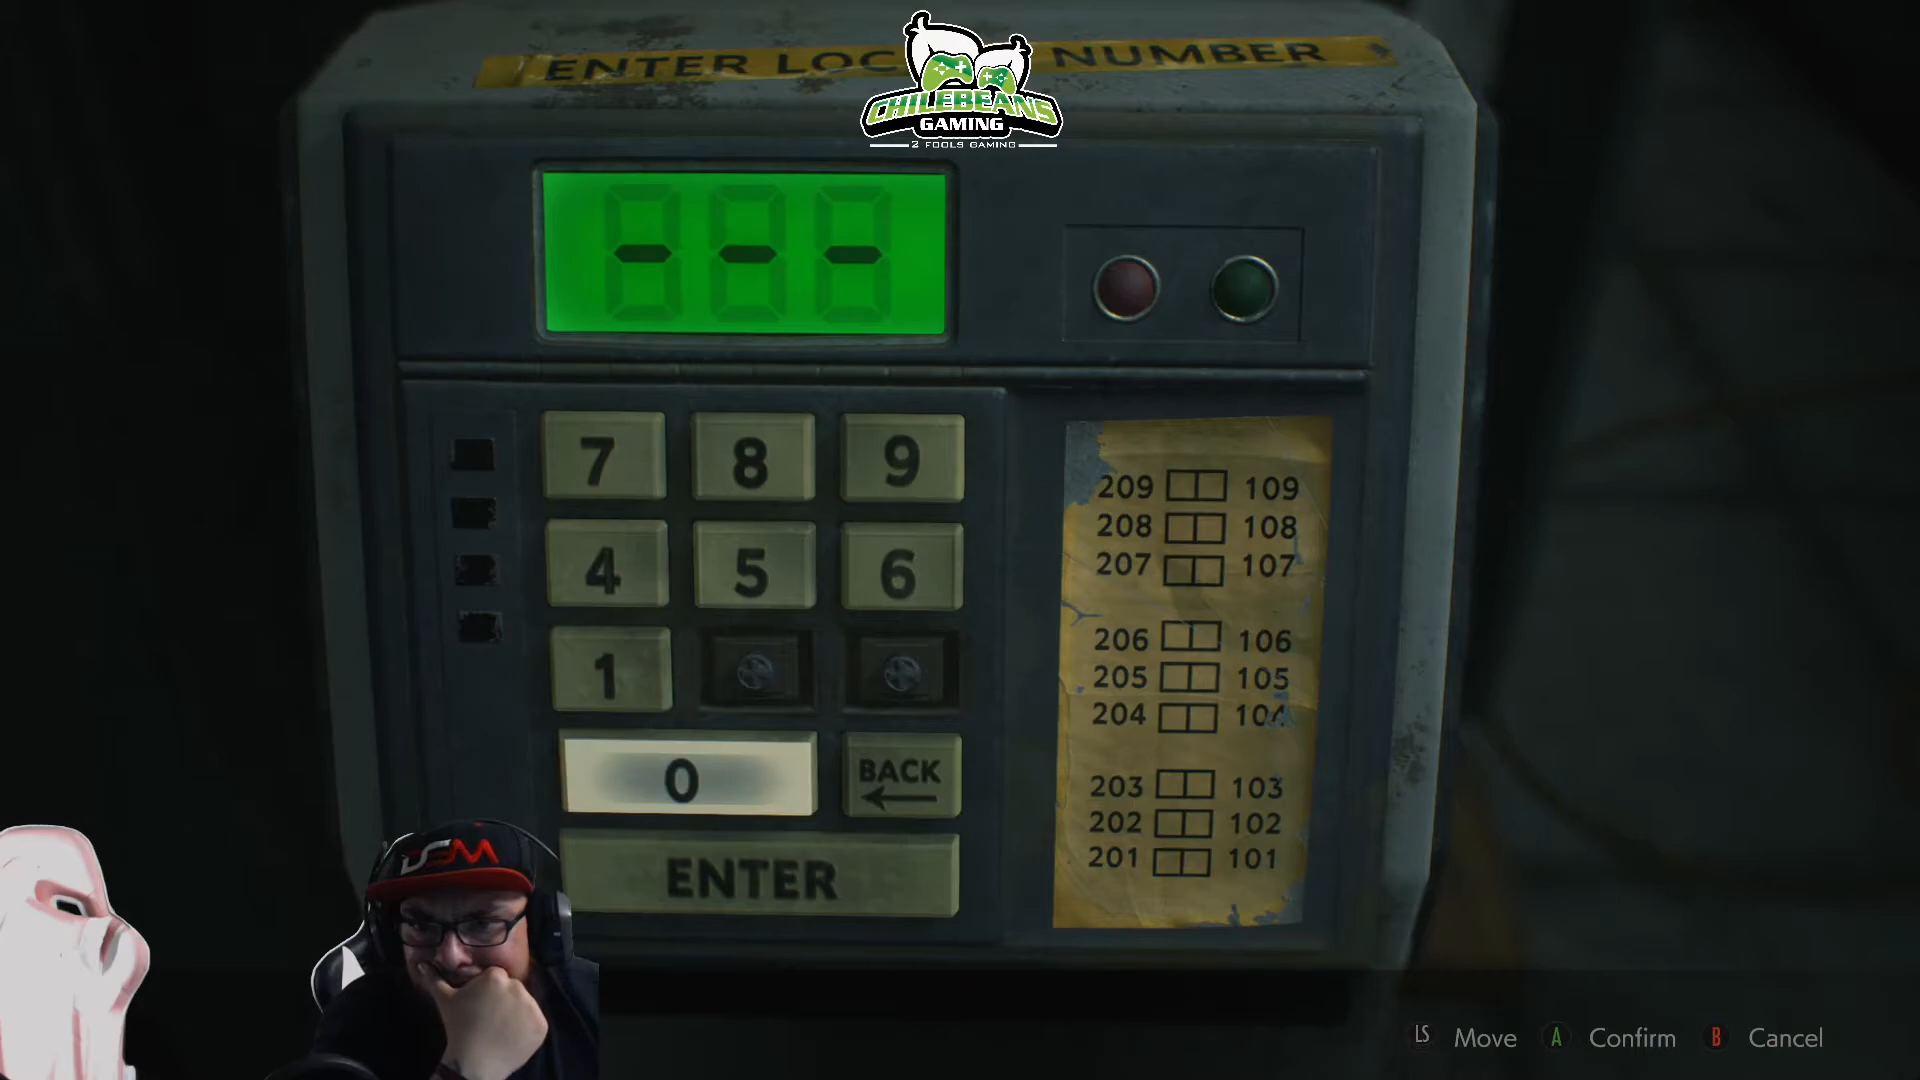 ENTER LOC NUMBER
CHILEBEANS
GAMING
2 FOOLS GAMING
7 8 9
4 5 6
1
0 BACK
ENTER
209 109
208 108
207 107
206 106
205 105
204 104
203 103
202 102
201 101
LS Move A Confirm B Cancel